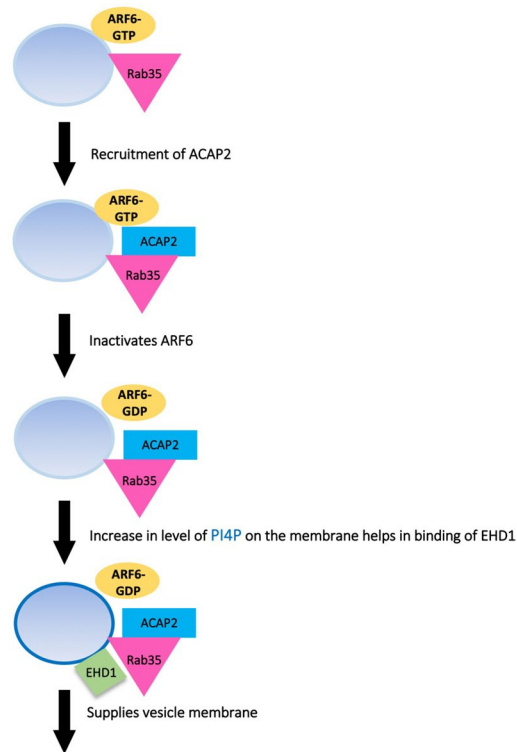 ARF6-
GTP
Rab35
Recruitment of ACAP2
ARF6-
GTP
ACAP2
Rab35
Inactivates ARF6
ARF6-
GDP
ACAP2
Rab35
Increase in level of PI4P on the membrane helps in binding of EHD1
ARF6-
GDP
ACAP2
Rab35
EHD1
Supplies vesicle membrane